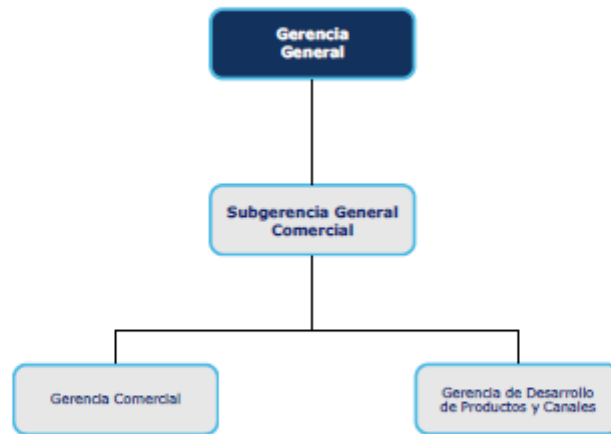 Gerencia
General
Subgerencia General
Comercial
Gerencia Comercial
Gerencia de Desarrollo
de Productos y Canales